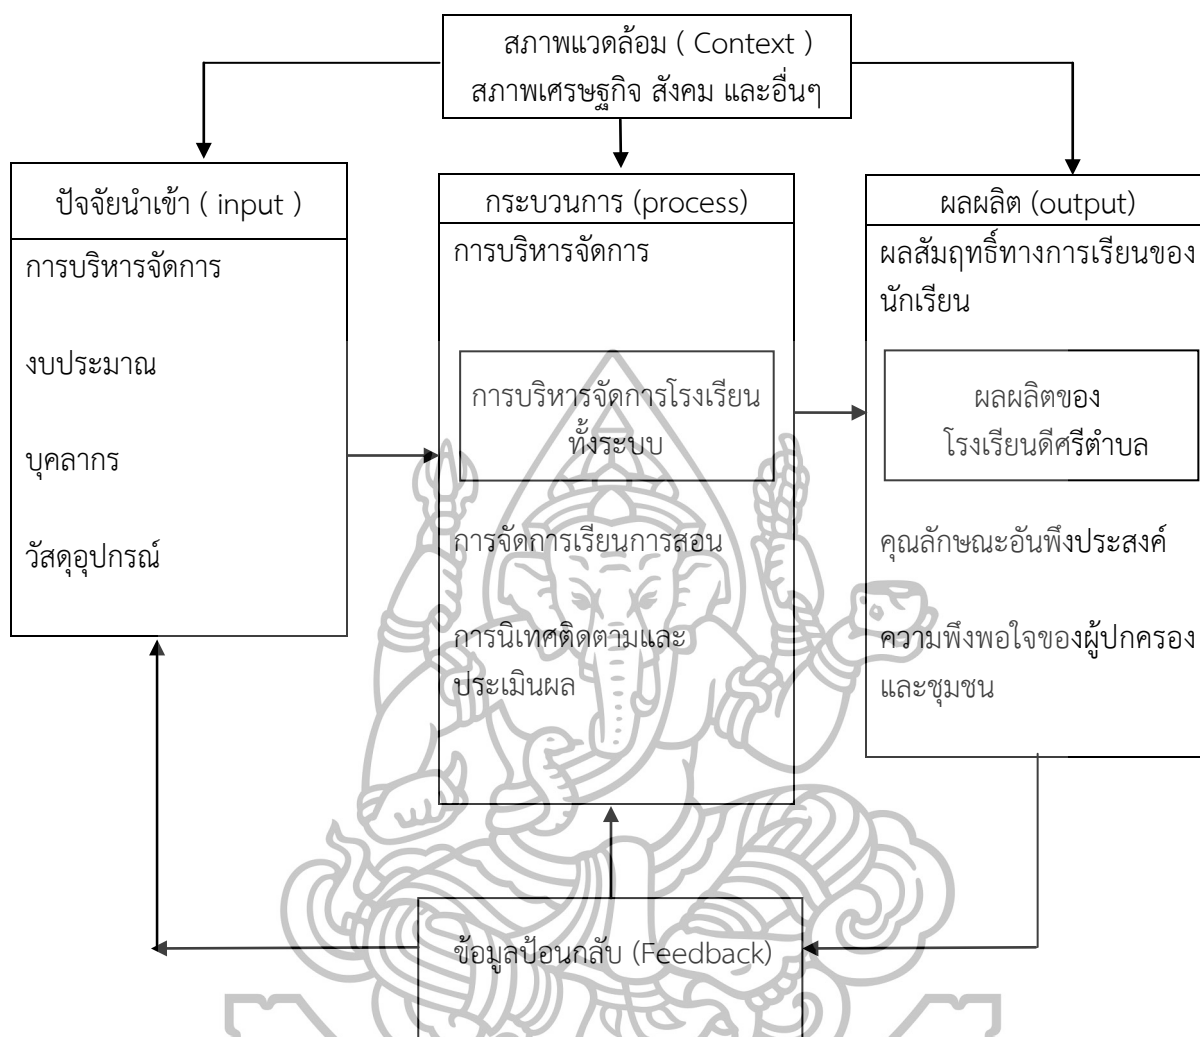 สภาพแวดล้อม ( Context )
สภาพเศรษฐกิจ สังคม และอื่นๆ
ปัจจัยนำเข้า ( input )
การบริหารจัดการ
งบประมาณ
บุคลากร
วัสดุอุปกรณ์
กระบวนการ (process)
การบริหารจัดการ
การบริหารจัดการโรงเรียน
ทั้งระบบ
การจัดการเรียนการสอน
การนิเทศติดตามและ
ประเมินผล
ผลผลิต (output)
ผลสัมฤทธิ์ทางการเรียนของ
นักเรียน
ผลผลิตของ
โรงเรียนดีศรีตำบล
คุณลักษณะอันพึงประสงค์
ความพึงพอใจของผู้ปกครอง
และชุมชน
ข้อมูลป้อนกลับ (Feedback)